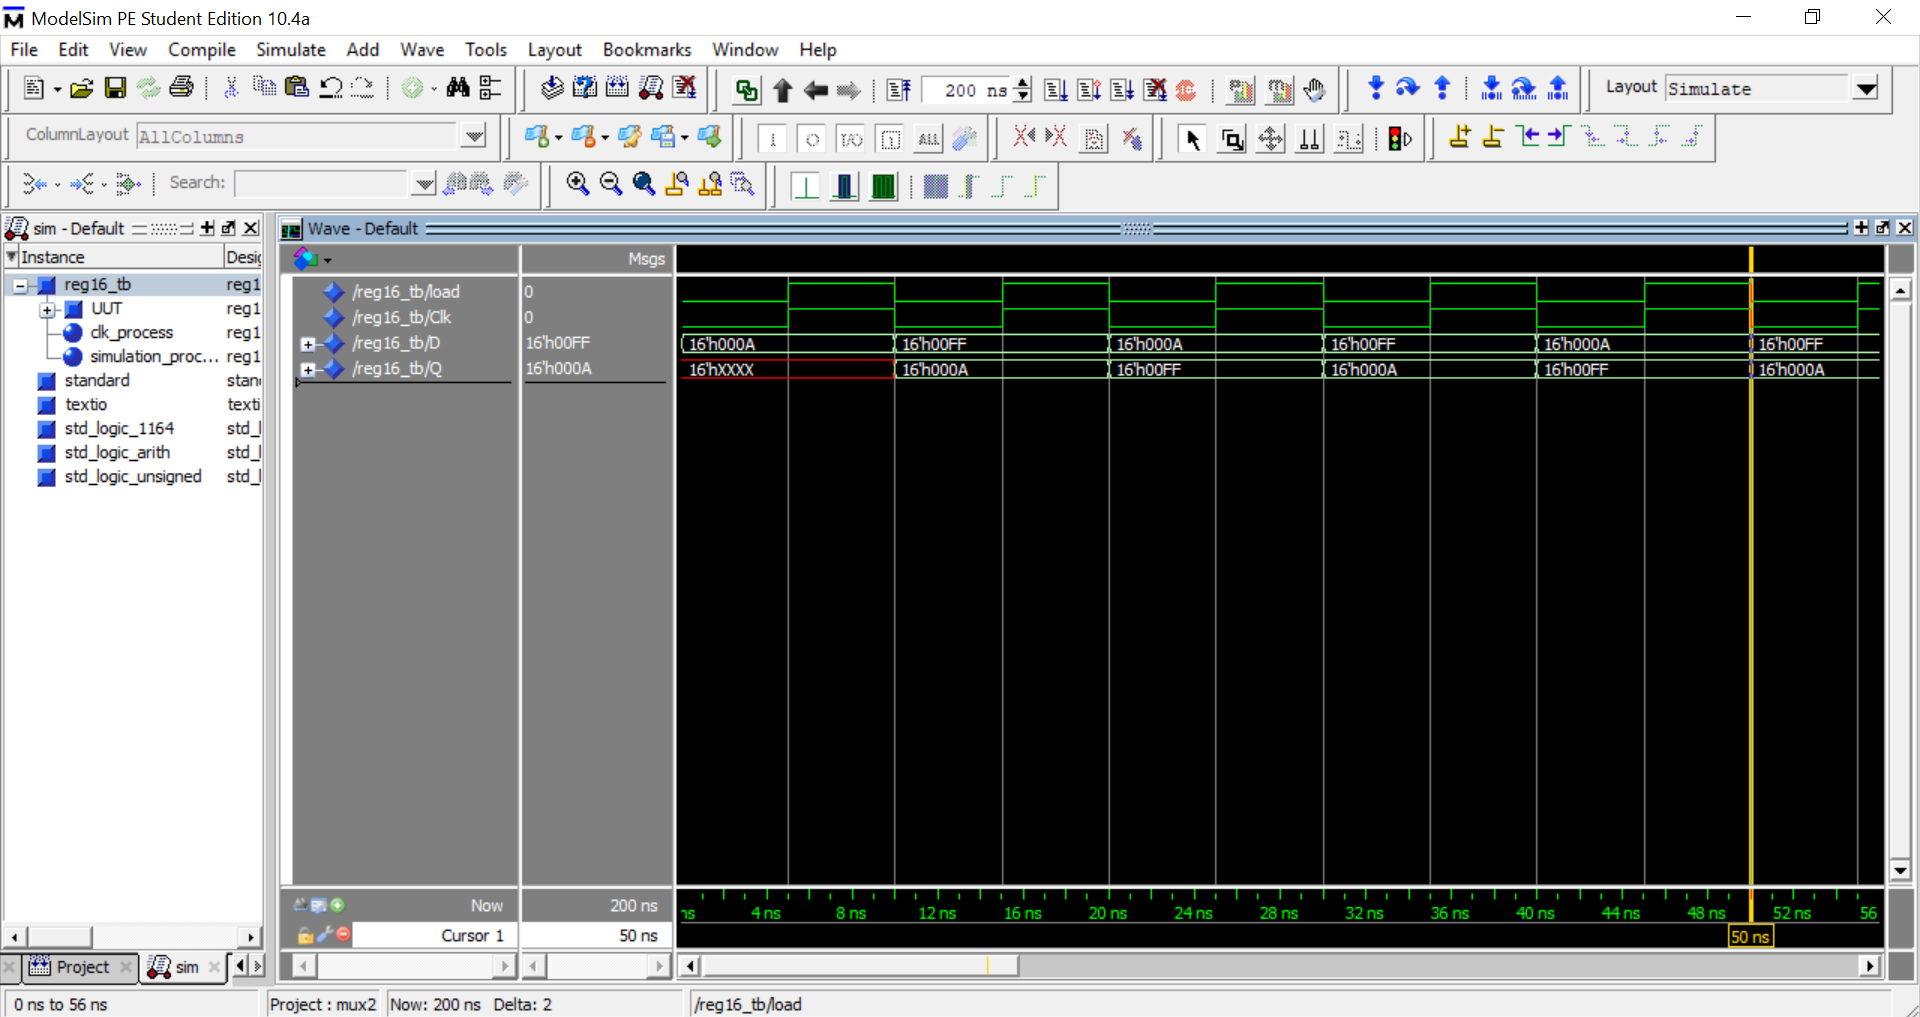 ModelSim PE Student Edition 10.4a
File Edit View Compile Simulate Add Wave Tools Layout Bookmarks Window Help
200 ns
Layout Simulate
ColumnLayout AllColumns
I/O ALL
Search:
sim - Default
Instance Desig
reg16_tb reg1
UUT reg1
clk_process reg1
simulation_proc... reg1
standard stan
textio texti
std_logic_1164 std_l
std_logic_arith std_l
std_logic_unsigned std_l
Project sim
Wave - Default
Msgs
/reg16_tb/load 0
/reg16_tb/Clk 0
/reg16_tb/D 16'h00FF 16'h000A 16'h00FF 16'h000A 16'h00FF 16'h000A 16'h00FF
/reg16_tb/Q 16'h000A 16'hXXXX 16'h000A 16'h00FF 16'h000A 16'h00FF 16'h000A
Now 200 ns
ns 4 ns 8 ns 12 ns 16 ns 20 ns 24 ns 28 ns 32 ns 36 ns 40 ns 44 ns 48 ns 52 ns 56
Cursor 1 50 ns 50 ns
0 ns to 56 ns Project : mux2 Now: 200 ns Delta: 2 /reg16_tb/load